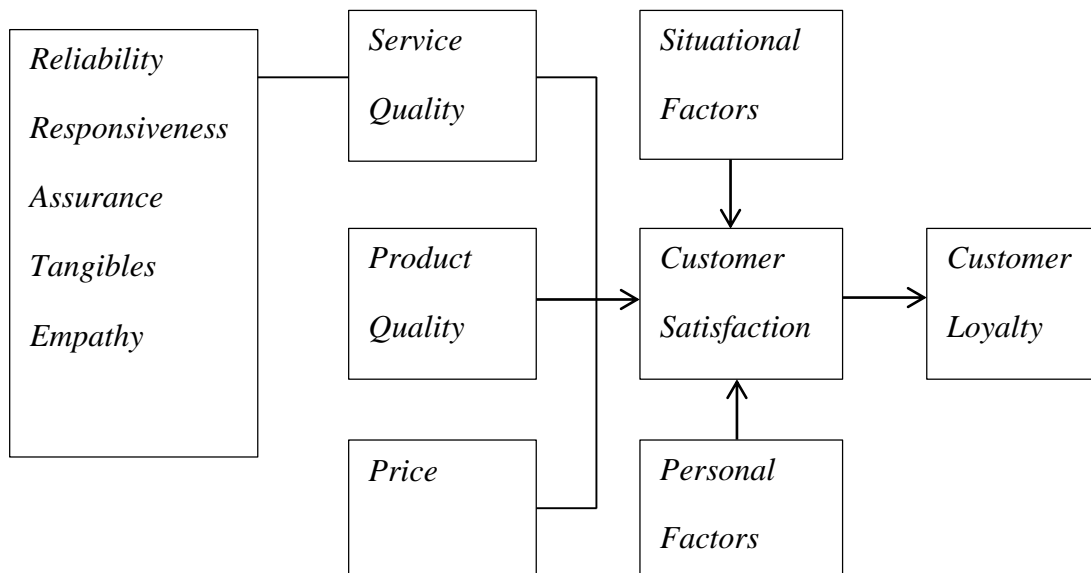 Reliability
Responsiveness
Assurance
Tangibles
Empathy
Service
Quality
Product
Quality
Price
Situational
Factors
Customer
Satisfaction
Personal
Factors
Customer
Loyalty